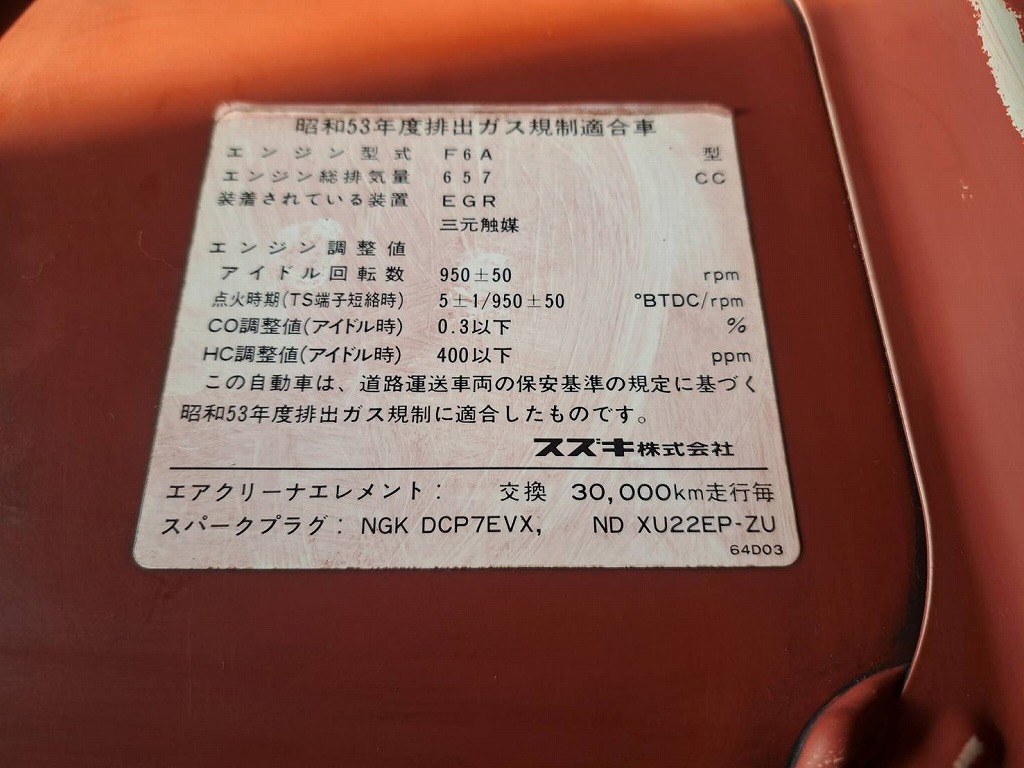 昭和53年度排出ガス規制適合車
エンジン型式 F6A 型
エンジン総排気量 657 CC
装着されている装置 EGR
三元触媒
エンジン調整値
アイドル回転数 950±50 rpm
点火時期(TS端子短絡時) 5±1/950±50 °BTDC/rpm
CO調整値(アイドル時) 0.3以下 %
HC調整値(アイドル時) 400以下 ppm
この自動車は、道路運送車両の保安基準の規定に基づく
昭和53年度排出ガス規制に適合したものです。
スズキ株式会社
エアクリーナエレメント: 交換 30,000km走行毎
スパークプラグ: NGK DCP7EVX, ND XU22EP-ZU
64D03